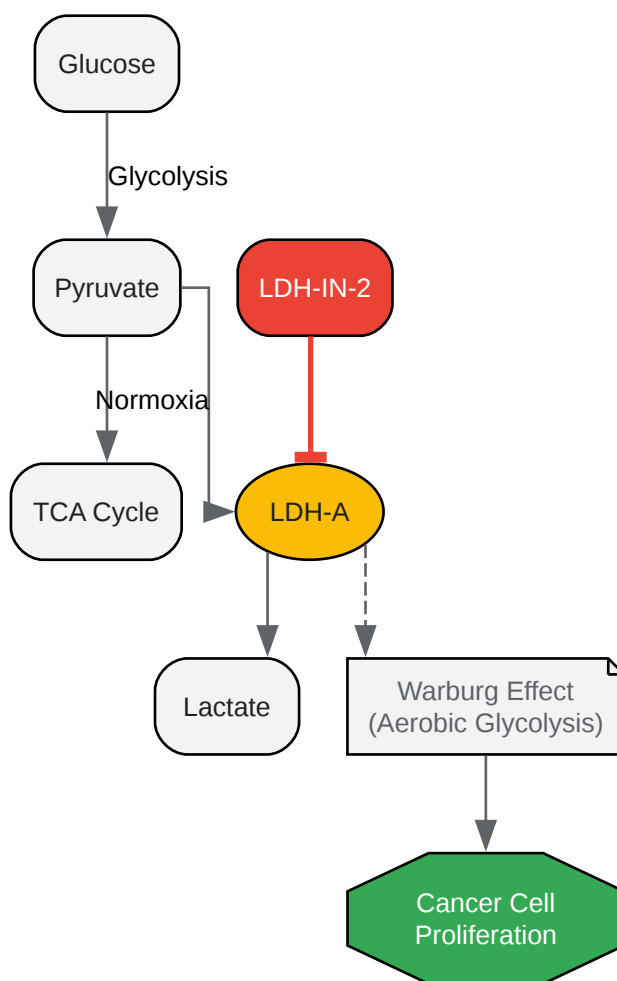 Glucose
Glycolysis
Pyruvate
LDH-IN-2
Normoxia
TCA Cycle
LDH-A
Lactate
Warburg Effect
(Aerobic Glycolysis)
Cancer Cell
Proliferation